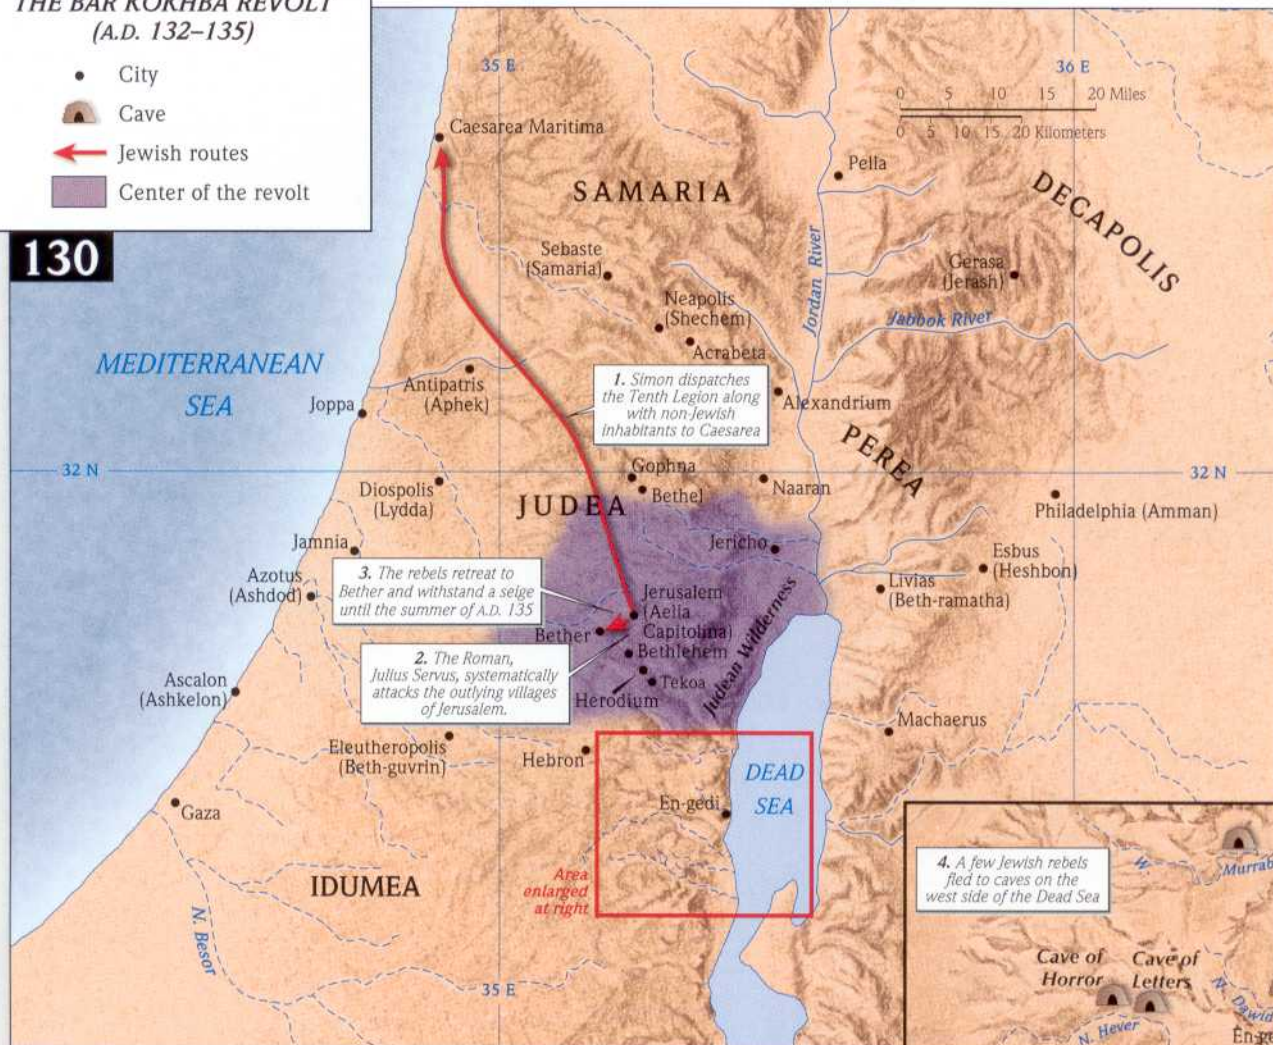 THE BAR KOKHBA REVOLT
(A.D. 132–135)
City
Cave
Jewish routes
Center of the revolt
130
35 E
36 E
0 5 10 15 20 Miles
0 5 10 15 20 Kilometers
Caesarea Maritima
SAMARIA
Pella
DECAPOLIS
Sebaste
(Samaria)
Jordan River
Gerasa
(Jerash)
Neapolis
(Shechem)
Jabbok River
Acrabeta
MEDITERRANEAN
SEA
Antipatris
(Aphek)
Joppa
1. Simon dispatches
the Tenth Legion along
with non-Jewish
inhabitants to Caesarea
Alexandrium
PEREA
32 N
32 N
Gophna
Bethel
Naaran
Diospolis
(Lydda)
JUDEA
Philadelphia (Amman)
Jamnia
Jericho
Esbus
(Heshbon)
Azotus
(Ashdod)
3. The rebels retreat to
Bether and withstand a seige
until the summer of A.D. 135
Livias
(Beth-ramatha)
Jerusalem
(Aelia
Capitolina)
Bether
Bethlehem
Judean Wilderness
2. The Roman,
Julius Servus, systematically
attacks the outlying villages
of Jerusalem.
Tekoa
Herodium
Ascalon
(Ashkelon)
Machaerus
Eleutheropolis
(Beth-guvrin)
Hebron
DEAD
SEA
En-gedi
Gaza
IDUMEA
Area
enlarged
at right
N. Besor
35 E
4. A few Jewish rebels
fled to caves on the
west side of the Dead Sea
W.
Murrab
Cave of
Horror
Cave of
Letters
N. Dawid
N. Hever
En-ge